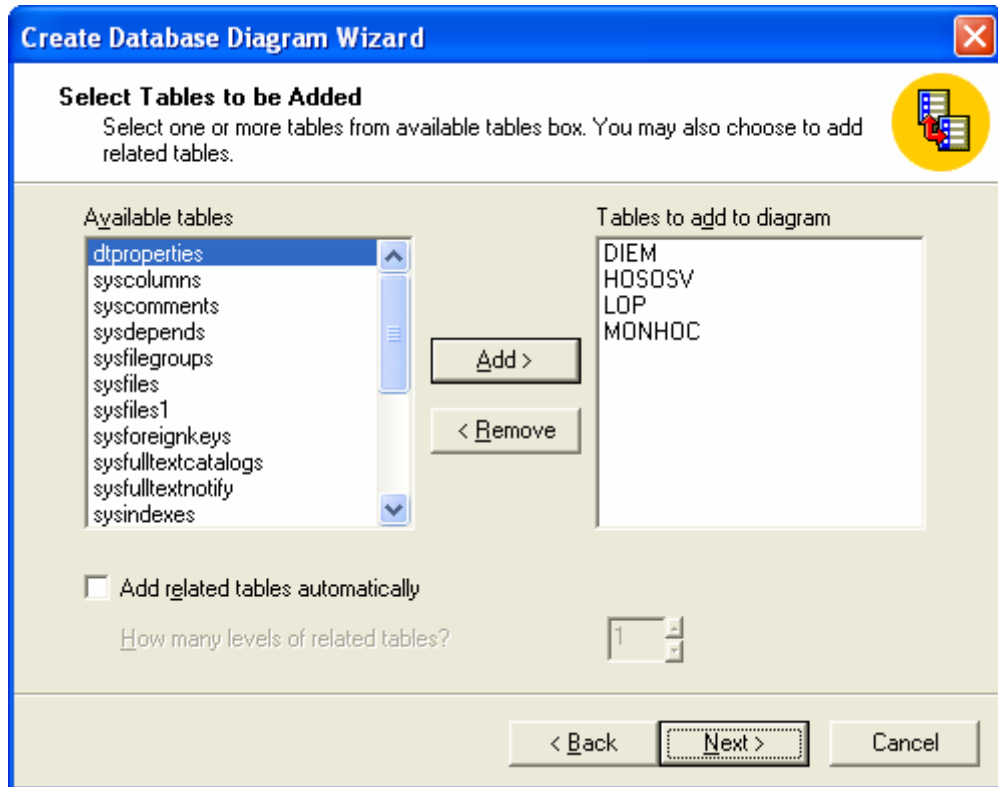 Create Database Diagram Wizard
Select Tables to be Added
Select one or more tables from available tables box. You may also choose to add
related tables.
Available tables
dtproperties
syscolumns
syscomments
sysdepends
sysfilegroups
sysfiles
sysfiles1
sysforeignkeys
sysfulltextcatalogs
sysfulltextnotify
sysindexes
Add >
< Remove
Tables to add to diagram
DIEM
HOSOSV
LOP
MONHOC
Add related tables automatically
How many levels of related tables?
1
< Back
Next >
Cancel